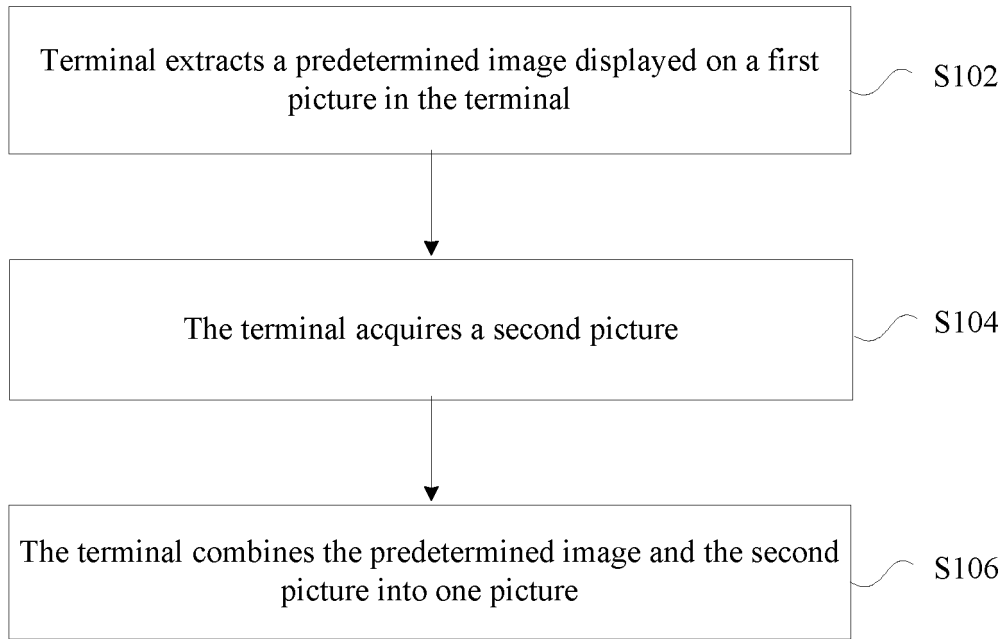 Terminal extracts a predetermined image displayed on a first
picture in the terminal
S102
The terminal acquires a second picture
S104
The terminal combines the predetermined image and the second
picture into one picture
S106